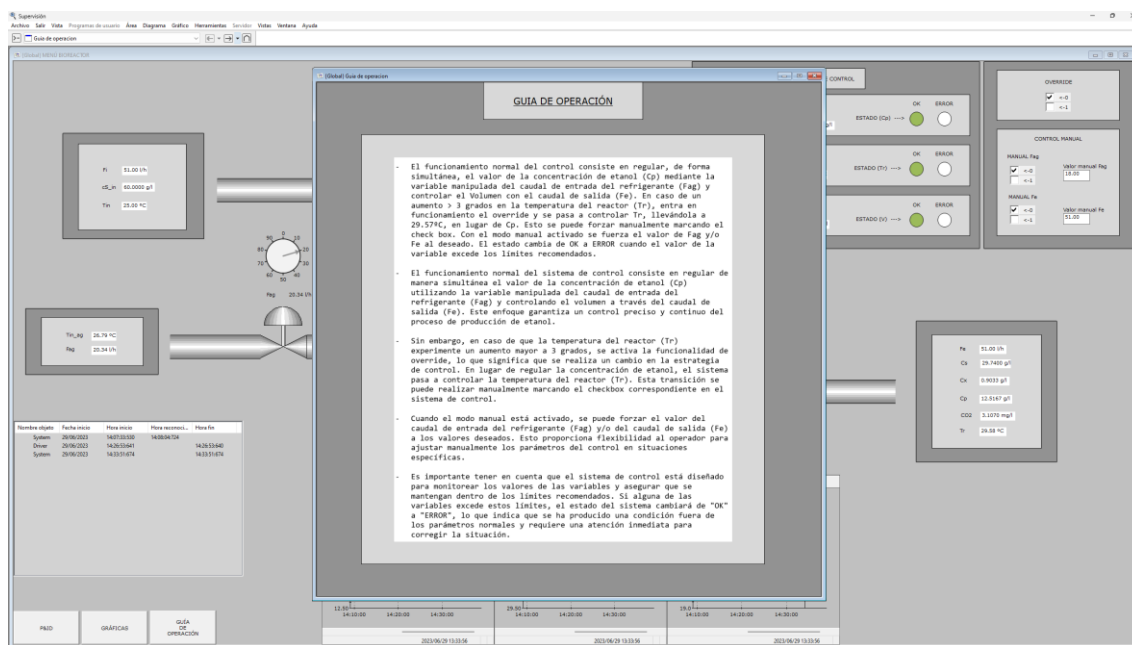 Supervisión
Archivo Salir Vista Programas de usuario Área Diagrama Gráfico Herramientas Servidor Vistas Ventana Ayuda
Guia de operacion
(Global) MENÚ BIOREACTOR
(Global) Guia de operacion
GUIA DE OPERACIÓN
- El funcionamiento normal del control consiste en regular, de forma
simultánea, el valor de la concentración de etanol (Cp) mediante la
variable manipulada del caudal de entrada del refrigerante (Fag) y
controlar el Volumen con el caudal de salida (Fe). En caso de un
aumento > 3 grados en la temperatura del reactor (Tr), entra en
funcionamiento el override y se pasa a controlar Tr, llevándola a
29.57ºC, en lugar de Cp. Esto se puede forzar manualmente marcando el
check box. Con el modo manual activado se fuerza el valor de Fag y/o
Fe al deseado. El estado cambia de OK a ERROR cuando el valor de la
variable excede los límites recomendados.
- El funcionamiento normal del sistema de control consiste en regular de
manera simultánea el valor de la concentración de etanol (Cp)
utilizando la variable manipulada del caudal de entrada del
refrigerante (Fag) y controlando el volumen a través del caudal de
salida (Fe). Este enfoque garantiza un control preciso y continuo del
proceso de producción de etanol.
- Sin embargo, en caso de que la temperatura del reactor (Tr)
experimente un aumento mayor a 3 grados, se activa la funcionalidad de
override, lo que significa que se realiza un cambio en la estrategia
de control. En lugar de regular la concentración de etanol, el sistema
pasa a controlar la temperatura del reactor (Tr). Esta transición se
puede realizar manualmente marcando el checkbox correspondiente en el
sistema de control.
- Cuando el modo manual está activado, se puede forzar el valor del
caudal de entrada del refrigerante (Fag) y/o del caudal de salida (Fe)
a los valores deseados. Esto proporciona flexibilidad al operador para
ajustar manualmente los parámetros del control en situaciones
específicas.
- Es importante tener en cuenta que el sistema de control está diseñado
para monitorear los valores de las variables y asegurar que se
mantengan dentro de los límites recomendados. Si alguna de las
variables excede estos límites, el estado del sistema cambiará de "OK"
a "ERROR", lo que indica que se ha producido una condición fuera de
los parámetros normales y requiere una atención inmediata para
corregir la situación.
Fi 51.00 l/h
cS_in 60.0000 g/l
Tin 25.00 ºC
0
10
20
30
40
50
60
70
80
90
Fag 20.34 l/h
Tin_ag 26.79 ºC
Fag 20.34 l/h
CONTROL
OK ERROR
ESTADO (Cp) --->
OK ERROR
ESTADO (Tr) --->
OK ERROR
ESTADO (V) --->
OVERRIDE
<-0
<-1
CONTROL MANUAL
MANUAL Fag
<-0
<-1
Valor manual Fag
18.00
MANUAL Fe
<-0
<-1
Valor manual Fe
51.00
Fe 51.00 l/h
Cs 29.7400 g/l
Cx 0.9033 g/l
Cp 12.5167 g/l
CO2 3.1070 mg/l
Tr
Nombre objeto Fecha inicio Hora inicio Hora reconoci... Hora fin
System 29/06/2023 14:07:33:530 14:08:04:724
Driver 29/06/2023 14:26:53:641 14:26:53:640
System 29/06/2023 14:33:51:674 14:33:51:674
P&ID
GRÁFICAS
GUÍA
DE
OPERACIÓN
12.50 29.50 19.0
14:10:00 14:20:00 14:30:00 14:10:00 14:20:00 14:30:00 14:10:00 14:20:00 14:30:00
2023/06/29 13:33:56 2023/06/29 13:33:56 2023/06/29 13:33:56